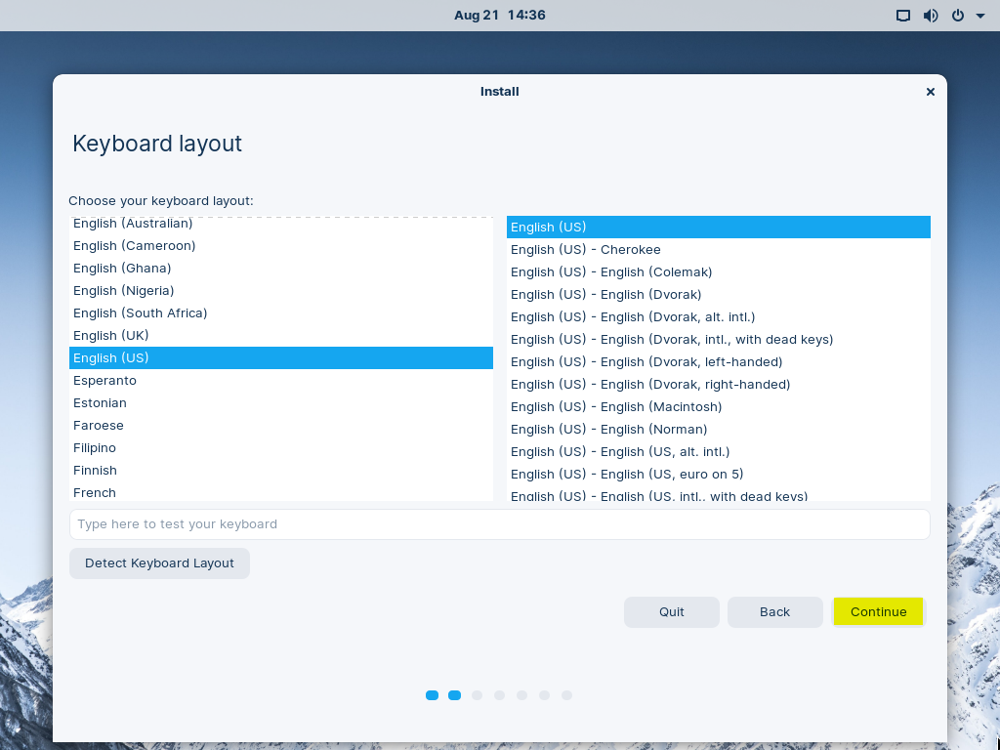 Aug 21 14:36
Install
Keyboard layout
Choose your keyboard layout:
English (Australian)
English (Cameroon)
English (Ghana)
English (Nigeria)
English (South Africa)
English (UK)
English (US)
Esperanto
Estonian
Faroese
Filipino
Finnish
French
English (US)
English (US) - Cherokee
English (US) - English (Colemak)
English (US) - English (Dvorak)
English (US) - English (Dvorak, alt. intl.)
English (US) - English (Dvorak, intl., with dead keys)
English (US) - English (Dvorak, left-handed)
English (US) - English (Dvorak, right-handed)
English (US) - English (Macintosh)
English (US) - English (Norman)
English (US) - English (US, alt. intl.)
English (US) - English (US, euro on 5)
English (US) - English (US, intl., with dead keys)
Type here to test your keyboard
Detect Keyboard Layout
Quit
Back
Continue